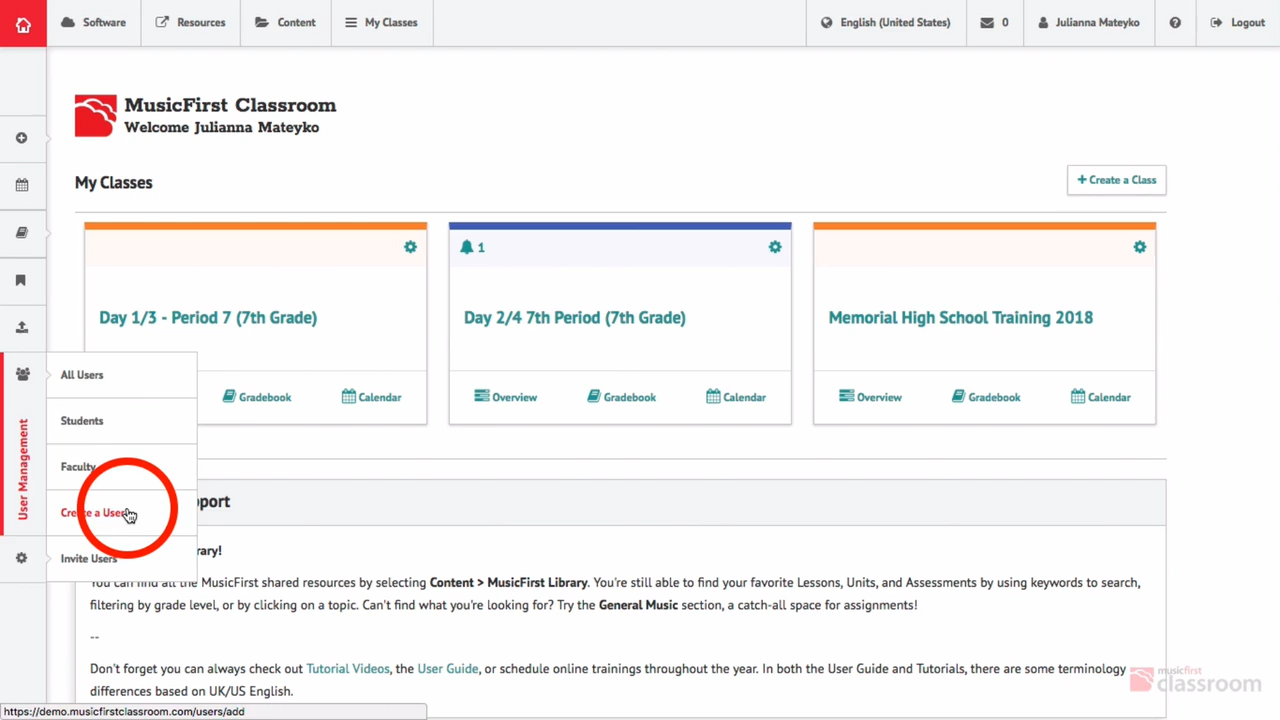 Software
Resources
Content
My Classes
English (United States)
0
Julianna Mateyko
Logout
MusicFirst Classroom
Welcome Julianna Mateyko
My Classes
+ Create a Class
1
Day 1/3 - Period 7 (7th Grade)
Day 2/4 7th Period (7th Grade)
Memorial High School Training 2018
Gradebook
Calendar
Overview
Gradebook
Calendar
Overview
Gradebook
Calendar
User Management
All Users
Students
Faculty
Create a User
Invite Users
You can find all the MusicFirst shared resources by selecting Content > MusicFirst Library. You're still able to find your favorite Lessons, Units, and Assessments by using keywords to search,
filtering by grade level, or by clicking on a topic. Can't find what you're looking for? Try the General Music section, a catch-all space for assignments!
--
Don't forget you can always check out Tutorial Videos, the User Guide, or schedule online trainings throughout the year. In both the User Guide and Tutorials, there are some terminology
differences based on UK/US English.
musicfirst
classroom
https://demo.musicfirstclassroom.com/users/add